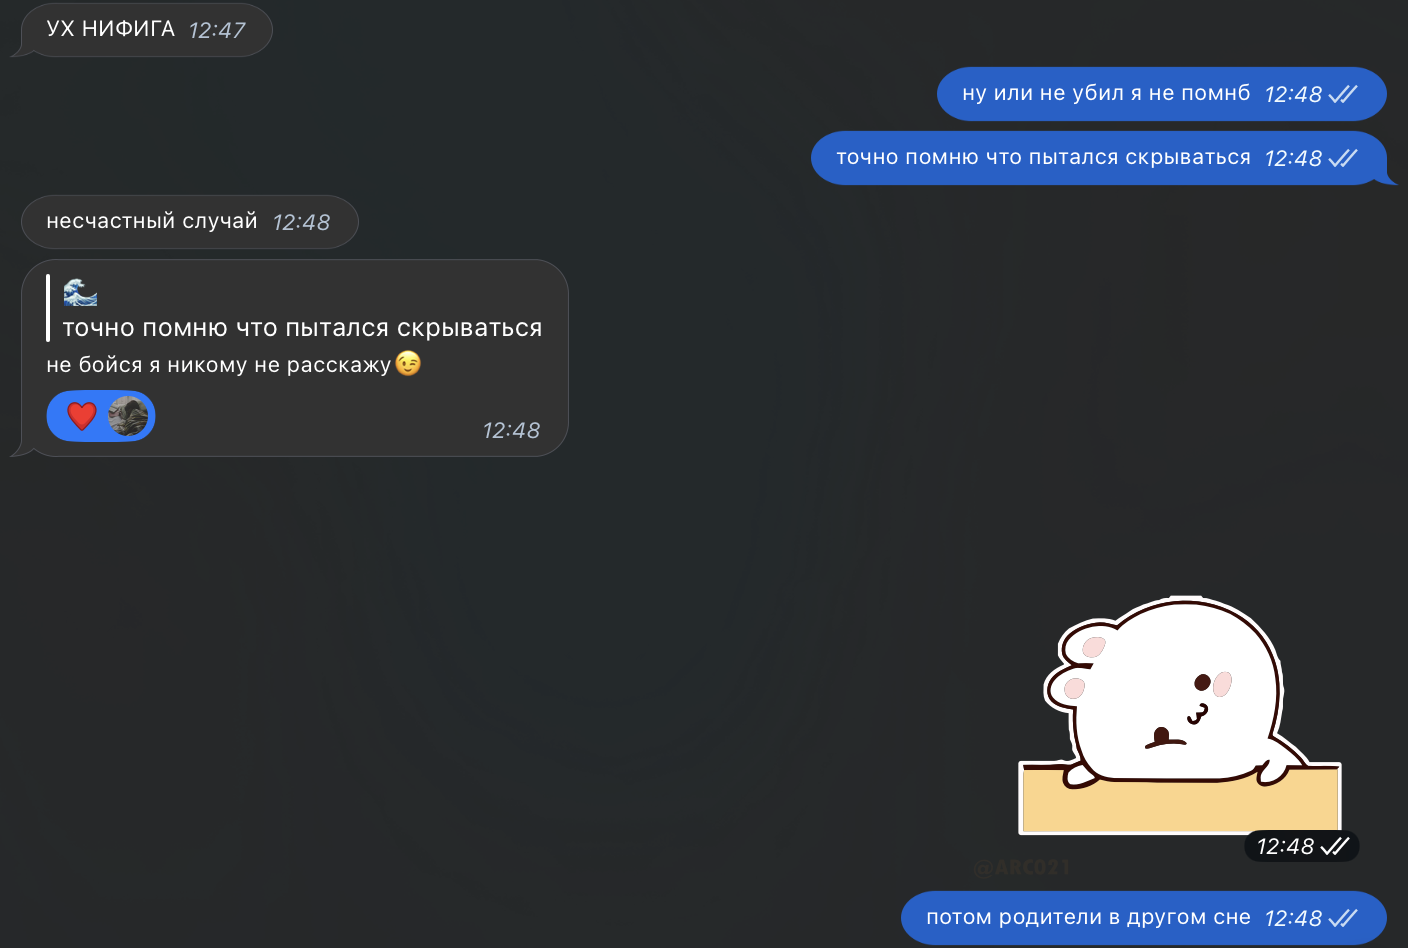 УХ НИФИГА 12:47
ну или не убил я не помнб 12:48
точно помню что пытался скрываться 12:48
несчастный случай 12:48
🌊
точно помню что пытался скрываться
не бойся я никому не расскажу😉
❤️
12:48
12:48
@ARC021
потом родители в другом сне 12:48